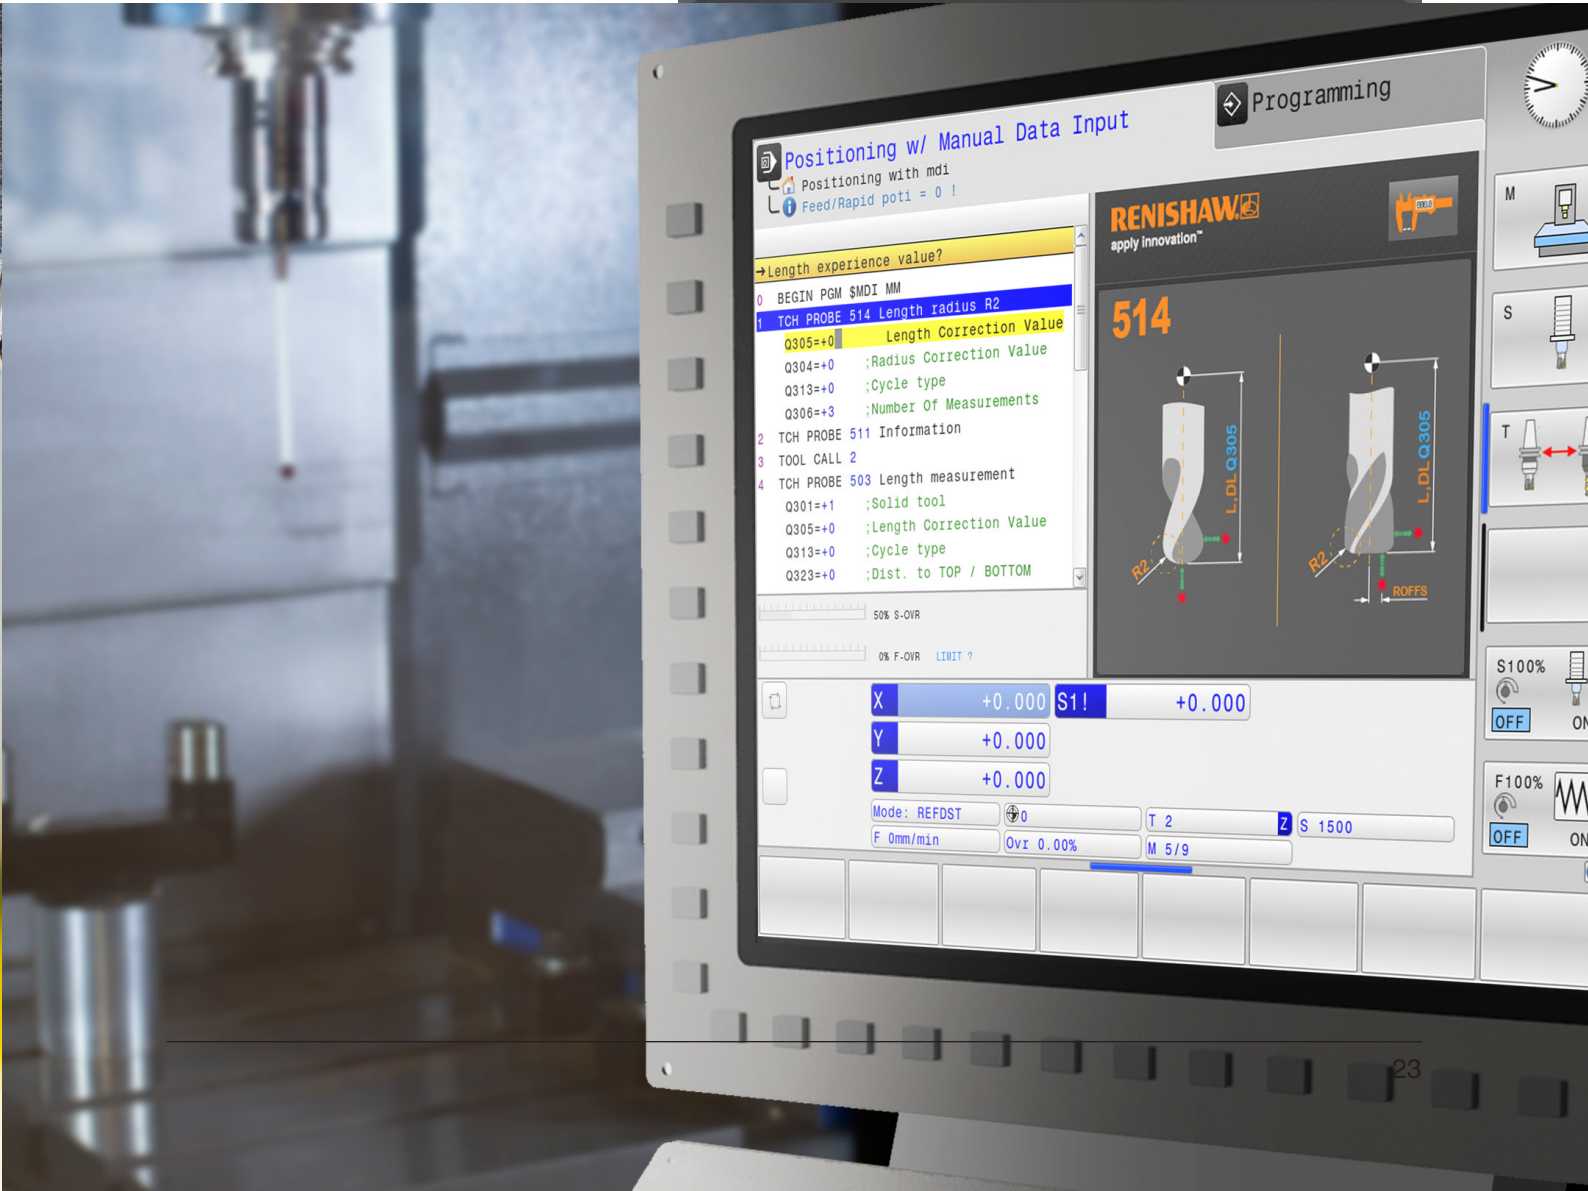 Positioning w/ Manual Data Input
Programming
Positioning with mdi
Feed/Rapid poti = 0 !
→Length experience value?
0 BEGIN PGM $MDI MM
1 TCH PROBE 514 Length radius R2
Q305=+0 Length Correction Value
Q304=+0 ;Radius Correction Value
Q313=+0 ;Cycle type
Q306=+3 ;Number Of Measurements
2 TCH PROBE 511 Information
3 TOOL CALL 2
4 TCH PROBE 503 Length measurement
Q301=+1 ;Solid tool
Q305=+0 ;Length Correction Value
Q313=+0 ;Cycle type
Q323=+0 ;Dist. to TOP / BOTTOM
50% S-OVR
0% F-OVR LIMIT ?
RENISHAW.
apply innovation™
514
L,DL Q305
R2
L,DL Q305
R2
ROFFS
X +0.000 S1! +0.000
Y +0.000
Z +0.000
Mode: REFDST 0 T 2 Z S 1500
F 0mm/min Ovr 0.00% M 5/9
M
S
T
S100%
OFF ON
F100%
OFF ON
23